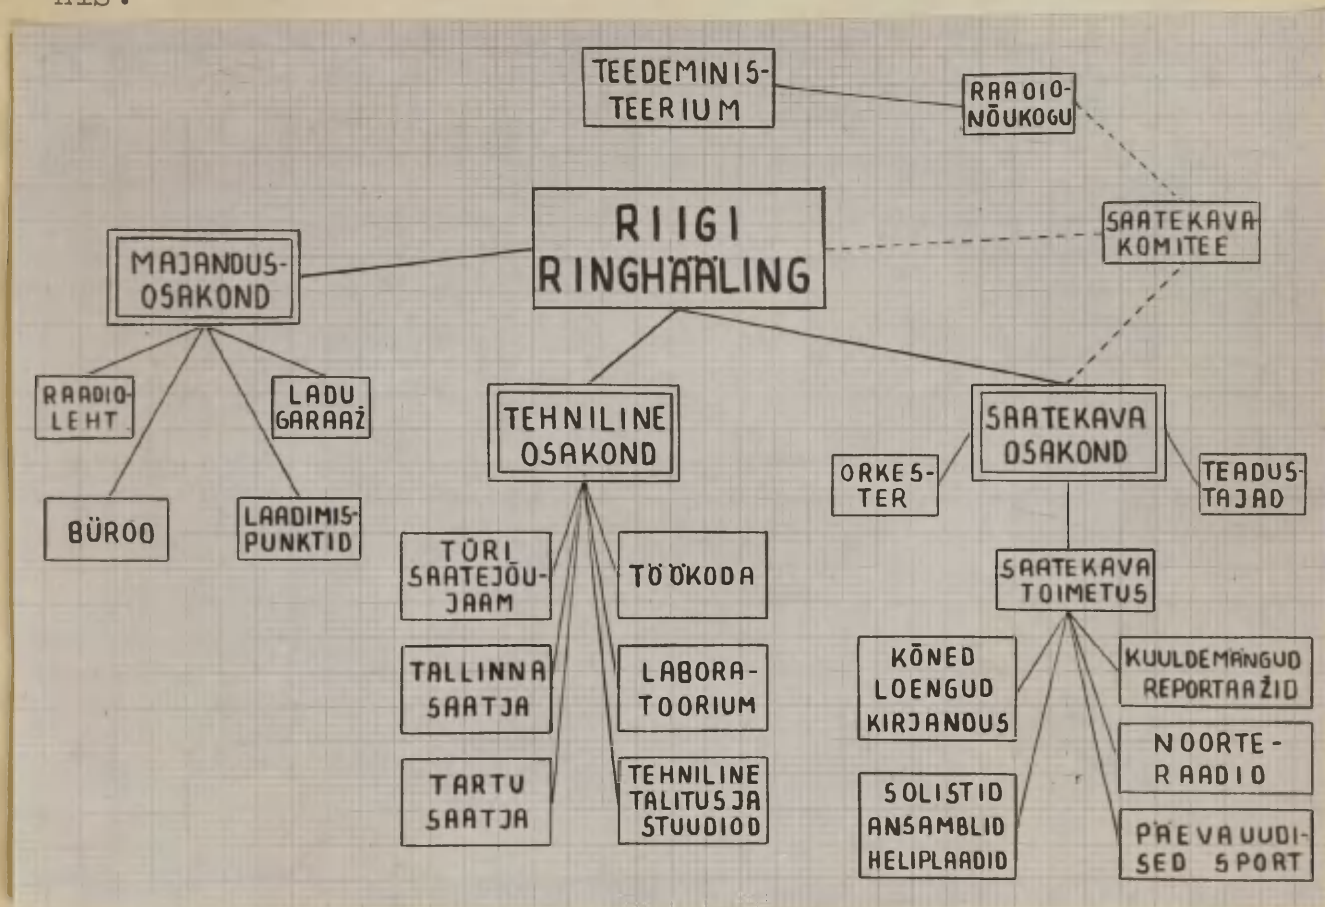 nis.
TEEDEMINIS-
TEERIUM
RAADIO-
NÕUKOGU
RIIGI
RINGHÄÄLING
SAATEKAVA
KOMITEE
MAJANDUS-
OSAKOND
RAADIO-
LEHT
LADU
GARAAŽ
BÜROO
LAADIMIS-
PUNKTID
TEHNILINE
OSAKOND
SAATEKAVA
OSAKOND
ORKES-
TER
TEADUS-
TAJAD
TÜRI
SAATEJÕU-
JAAM
TÖÖKODA
TALLINNA
SAATJA
LABORA-
TOORIUM
TARTU
SAATJA
TEHNILINE
TALITUS JA
STUUDIOD
SAATEKAVA
TOIMETUS
KÕNED
LOENGUD
KIRJANDUS
KUULDEMÄNGUD
REPORTAAŽID
NOORTE-
RAADIO
SOLISTID
ANSAMBLID
HELIPLAADID
PÄEVAUUDI-
SED SPORT